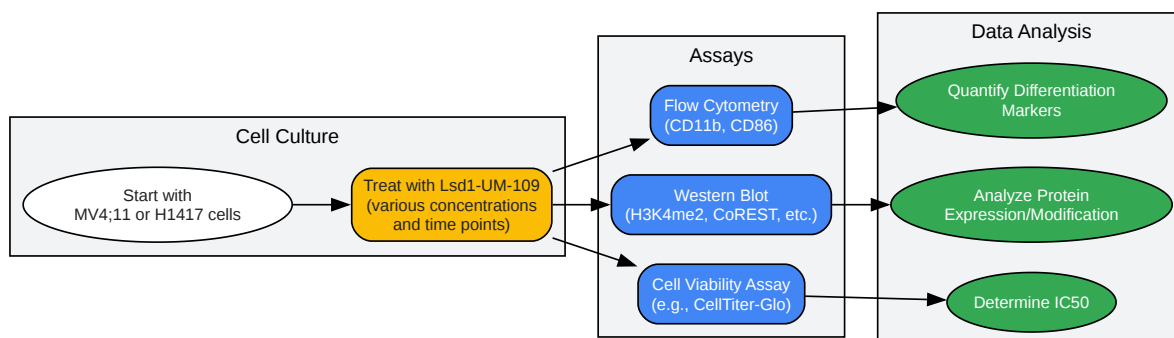 Cell Culture
Start with
MV4;11 or H1417 cells
Treat with Lsd1-UM-109
(various concentrations
and time points)
Assays
Flow Cytometry
(CD11b, CD86)
Western Blot
(H3K4me2, CoREST, etc.)
Cell Viability Assay
(e.g., CellTiter-Glo)
Data Analysis
Quantify Differentiation
Markers
Analyze Protein
Expression/Modification
Determine IC50